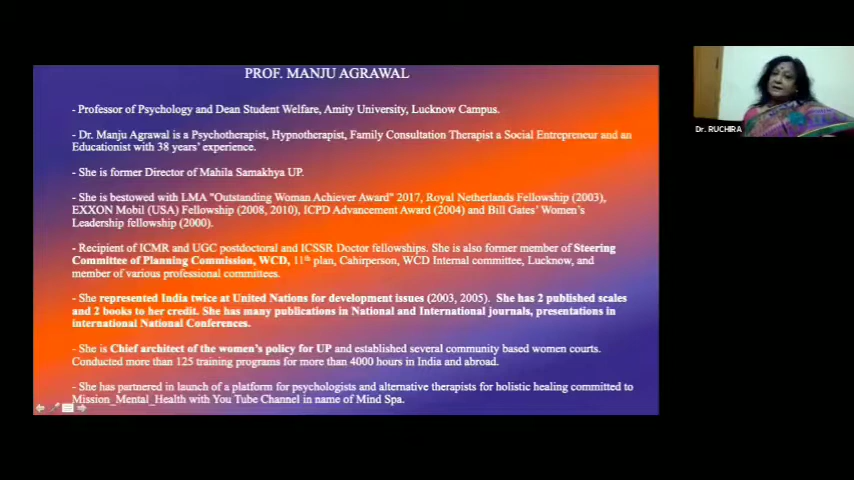 PROF. MANJU AGRAWAL
- Professor of Psychology and Dean Student Welfare, Amity University, Lucknow Campus.
- Dr. Manju Agrawal is a Psychotherapist, Hypnotherapist, Family Consultation Therapist a Social Entrepreneur and an
Educationist with 38 years' experience.
- She is former Director of Mahila Samakhya UP.
- She is bestowed with LMA "Outstanding Woman Achiever Award" 2017, Royal Netherlands Fellowship (2003),
EXXON Mobil (USA) Fellowship (2008, 2010), ICPD Advancement Award (2004) and Bill Gates' Women's
Leadership fellowship (2000).
- Recipient of ICMR and UGC postdoctoral and ICSSR Doctor fellowships. She is also former member of Steering
Committee of Planning Commission, WCD, 11th plan, Cahirperson, WCD Internal committee, Lucknow, and
member of various professional committees.
- She represented India twice at United Nations for development issues (2003, 2005). She has 2 published scales
and 2 books to her credit. She has many publications in National and International journals, presentations in
international National Conferences.
- She is Chief architect of the women's policy for UP and established several community based women courts.
Conducted more than 125 training programs for more than 4000 hours in India and abroad.
- She has partnered in launch of a platform for psychologists and alternative therapists for holistic healing committed to
Mission_Mental_Health with You Tube Channel in name of Mind Spa.
Dr. RUCHIRA